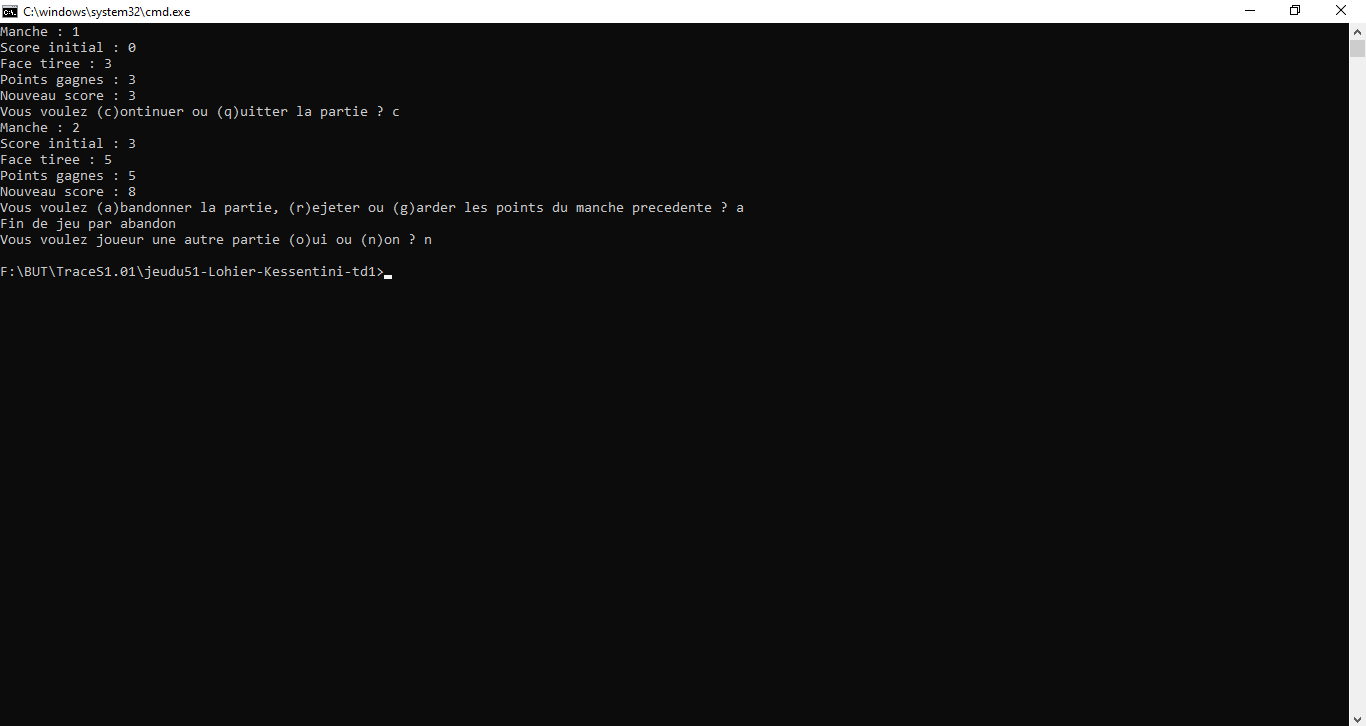 C:\windows\system32\cmd.exe
Manche : 1
Score initial : 0
Face tiree : 3
Points gagnes : 3
Nouveau score : 3
Vous voulez (c)ontinuer ou (q)uitter la partie ? c
Manche : 2
Score initial : 3
Face tiree : 5
Points gagnes : 5
Nouveau score : 8
Vous voulez (a)bandonner la partie, (r)ejeter ou (g)arder les points du manche precedente ? a
Fin de jeu par abandon
Vous voulez joueur une autre partie (o)ui ou (n)on ? n
F:\BUT\TraceS1.01\jeudu51-Lohier-Kessentini-td1>